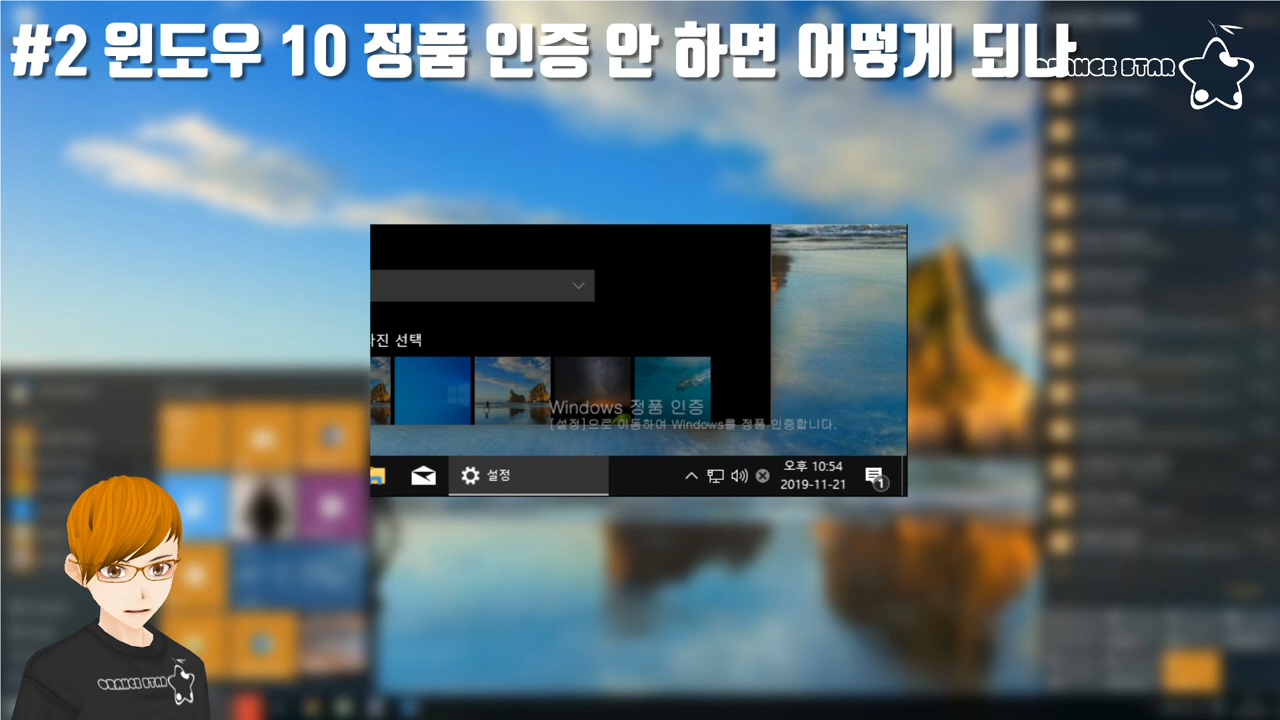 #2 윈도우 10 정품 인증 안 하면 어떻게 되나
ORANGE STAR
사진 선택
Windows 정품 인증
[설정]으로 이동하여 Windows를 정품 인증합니다.
설정
오후 10:54
2019-11-21
1
ORANGE STAR